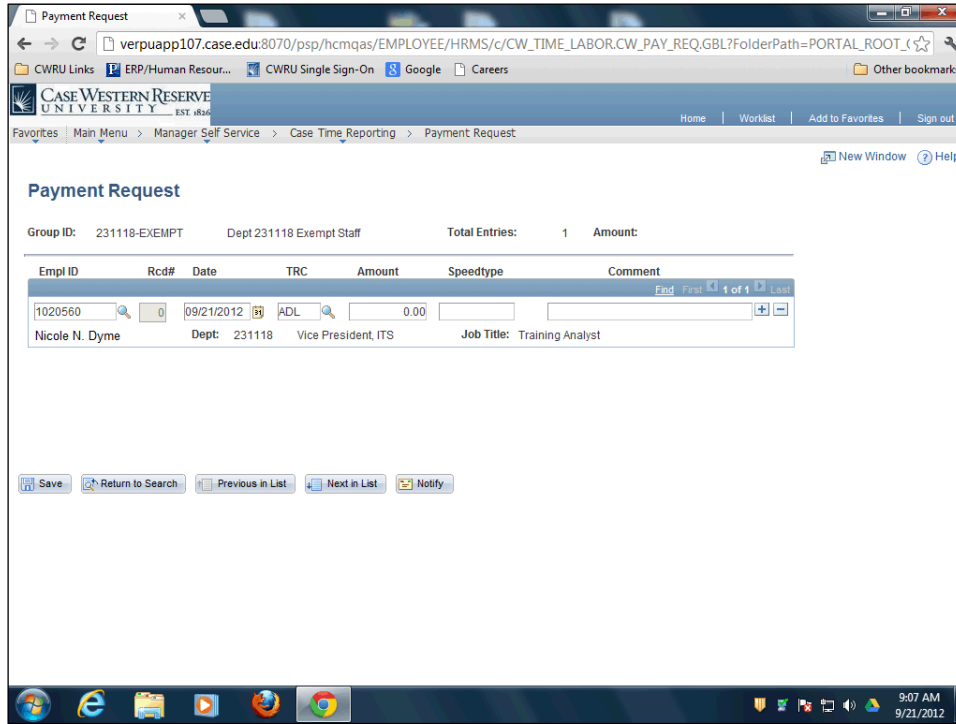 Payment Request
verpuapp107.case.edu:8070/psp/hcmqas/EMPLOYEE/HRMS/c/CW_TIME_LABOR.CW_PAY_REQ.GBL?FolderPath=PORTAL_ROOT_(
CWRU Links ERP/Human Resour... CWRU Single Sign-On Google Careers Other bookmark
CASE WESTERN RESERVE
UNIVERSITY EST. 1826
Home | Worklist | Add to Favorites | Sign out
Favorites Main Menu > Manager Self Service > Case Time Reporting > Payment Request
New Window ? Help
Payment Request
Group ID: 231118-EXEMPT Dept 231118 Exempt Staff Total Entries: 1 Amount:
Empl ID Rcd# Date TRC Amount Speedtype Comment
Find First 1 of 1 Last
1020560 0 09/21/2012 31 ADL 0.00 + −
Nicole N. Dyme Dept: 231118 Vice President, ITS Job Title: Training Analyst
Save Return to Search Previous in List Next in List Notify
9:07 AM
9/21/2012